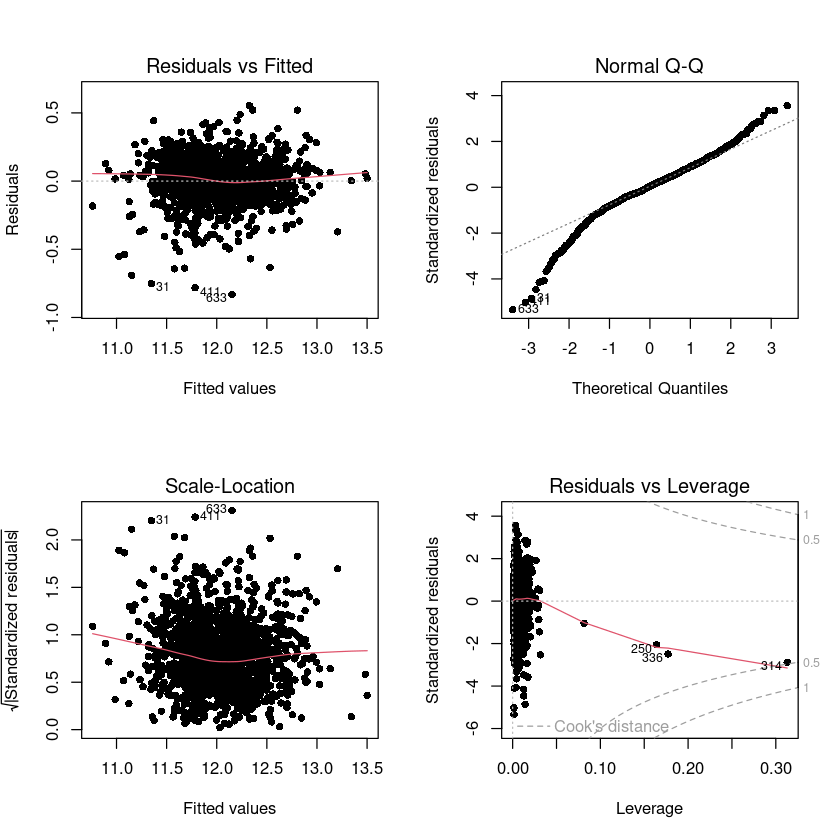 Residuals vs Fitted
Residuals
0.5
0.0
-0.5
-1.0
31
411
633
11.0 11.5 12.0 12.5 13.0 13.5
Fitted values
Normal Q-Q
Standardized residuals
4
2
0
-2
-4
31
411
633
-3 -2 -1 0 1 2 3
Theoretical Quantiles
Scale-Location
√|Standardized residuals|
2.0
1.5
1.0
0.5
0.0
633
31
411
11.0 11.5 12.0 12.5 13.0 13.5
Fitted values
Residuals vs Leverage
Standardized residuals
4
2
0
-2
-4
-6
1
0.5
250
336
314
0.5
1
Cook's distance
0.00 0.10 0.20 0.30
Leverage